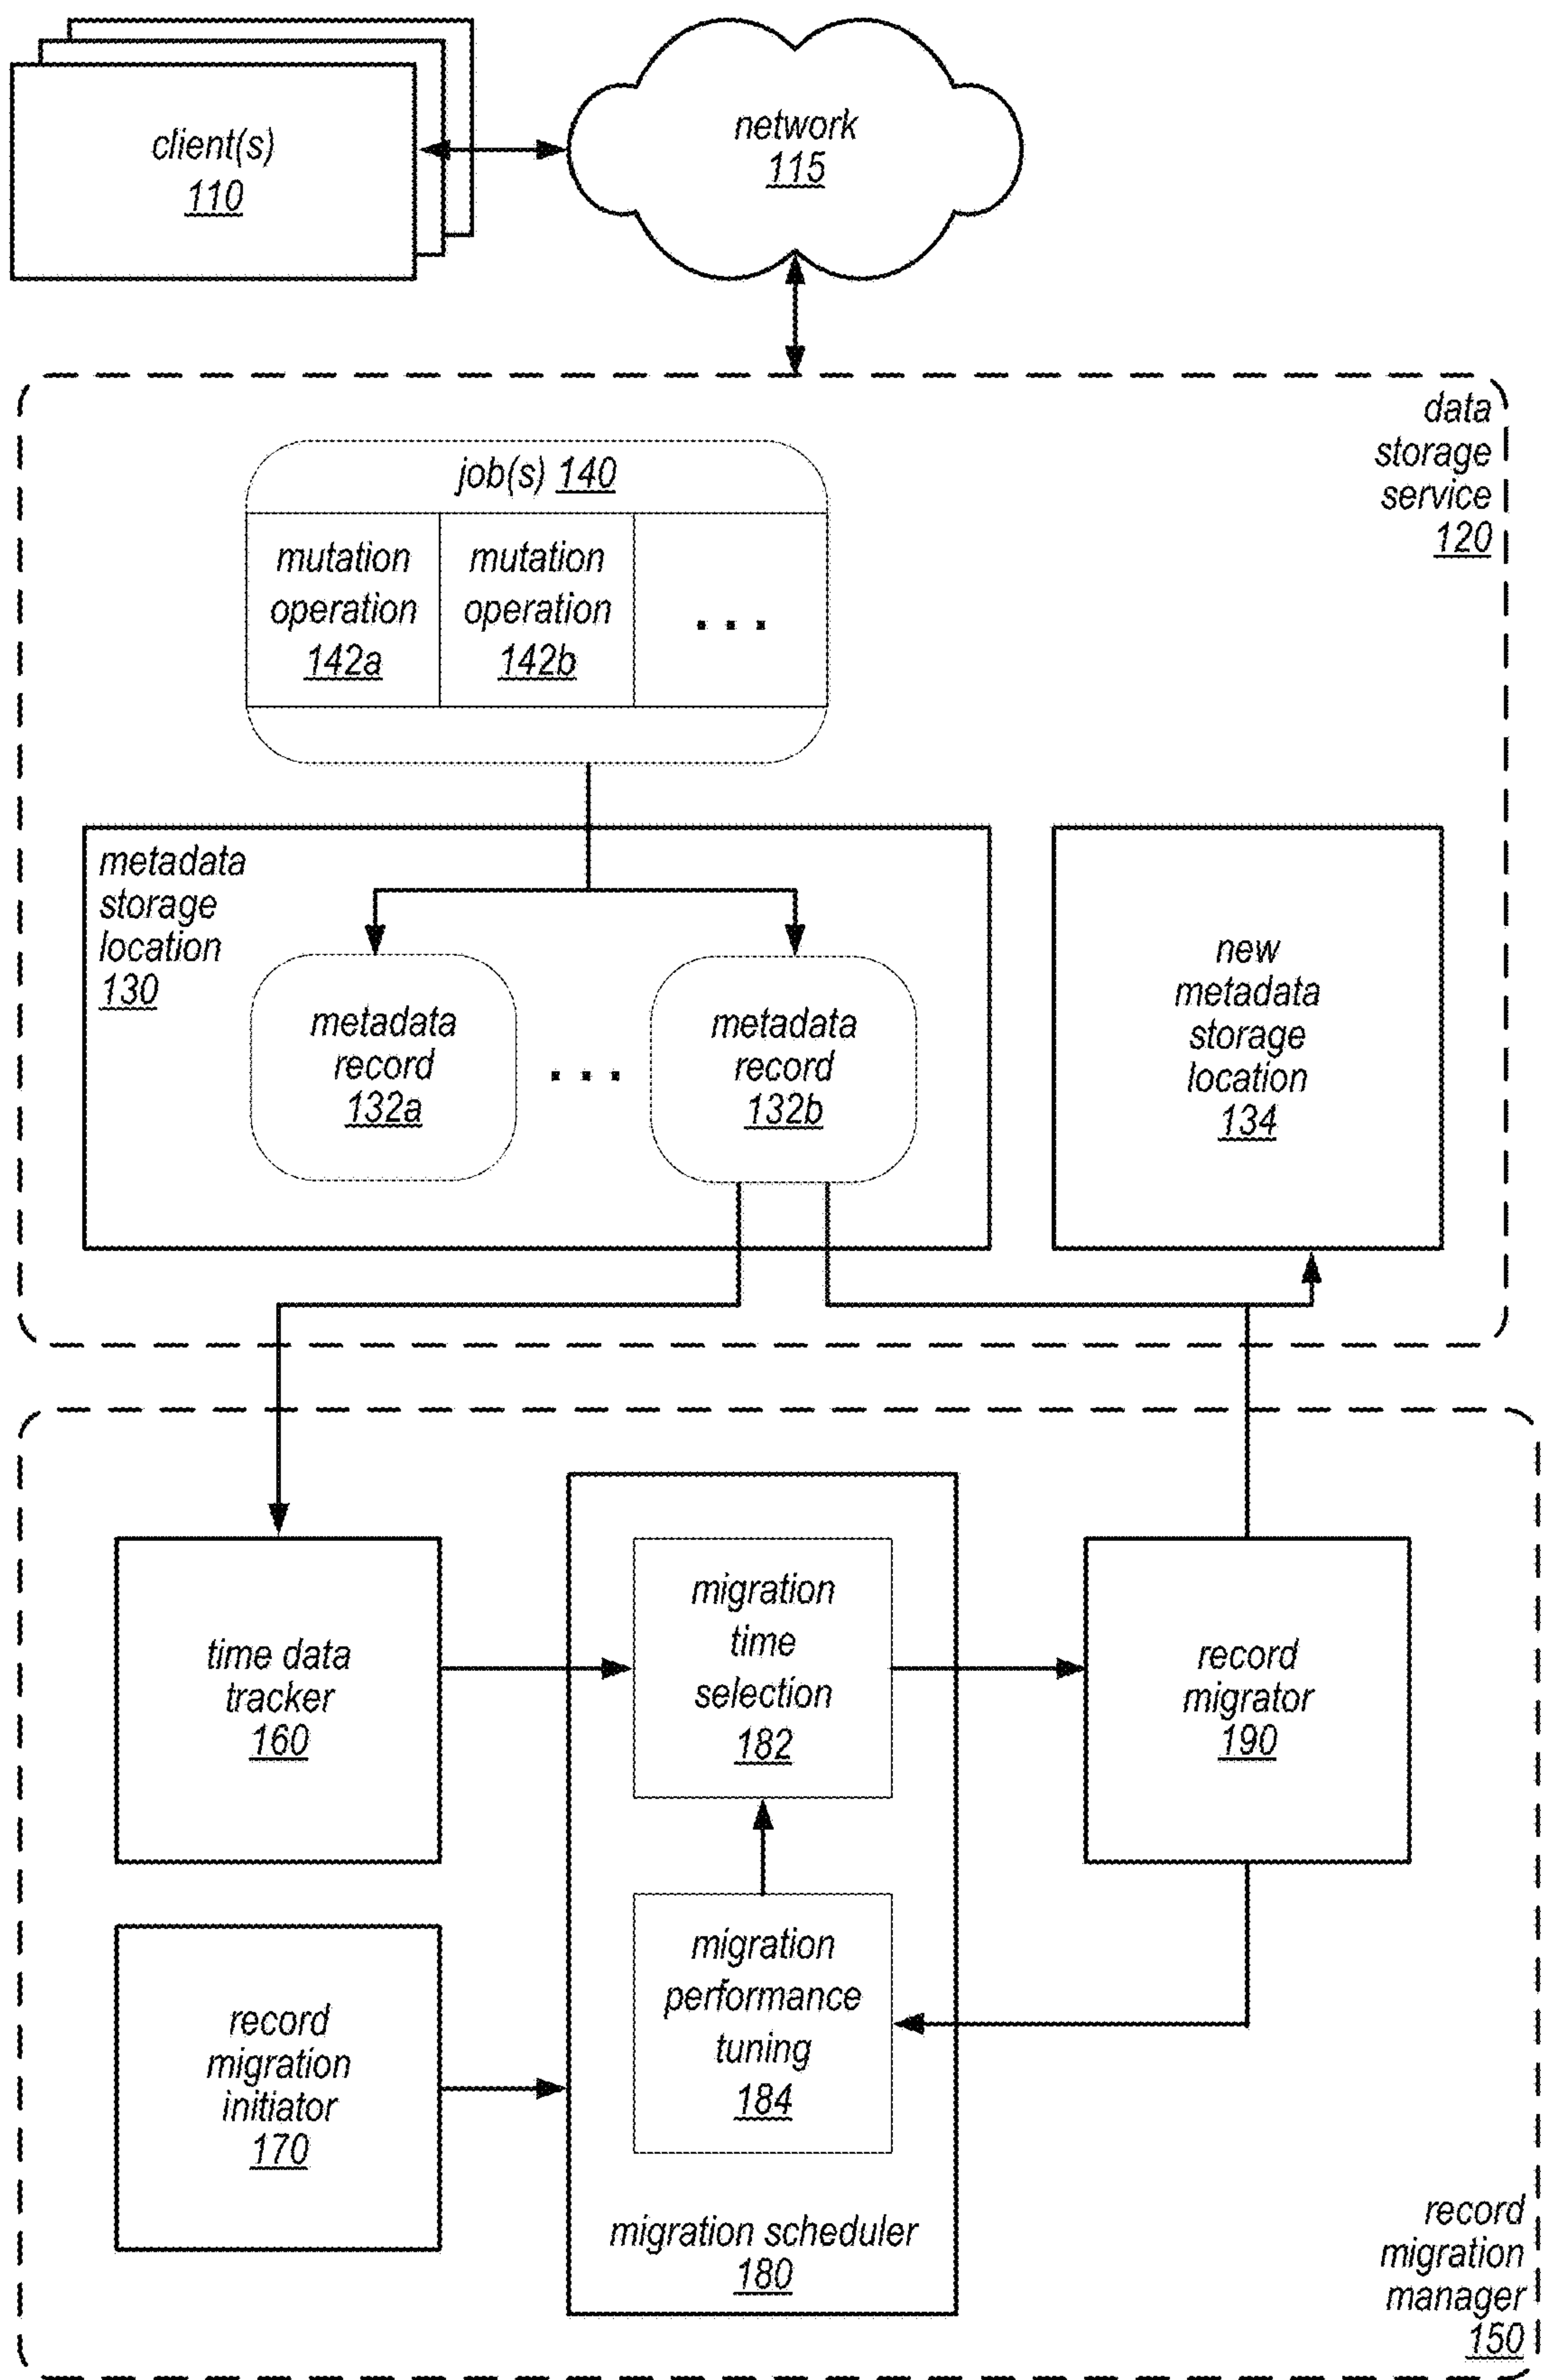 client(s)
110
network
115
data
storage
service
120
job(s) 140
mutation
operation
142a
mutation
operation
142b
. . .
metadata
storage
location
130
metadata
record
132a
. . .
metadata
record
132b
new
metadata
storage
location
134
time data
tracker
160
migration
time
selection
182
record
migrator
190
record
migration
initiator
170
migration
performance
tuning
184
migration scheduler
180
record
migration
manager
150